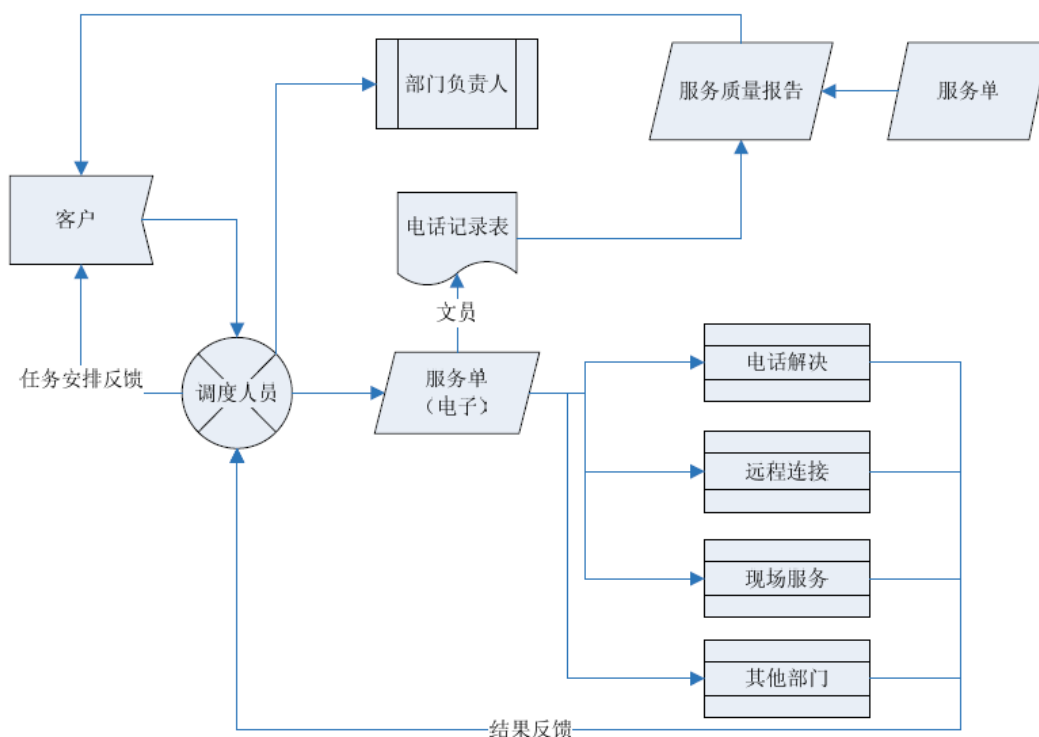 部门负责人
服务质量报告
服务单
客户
电话记录表
文员
任务安排反馈
调度人员
服务单
（电子）
电话解决
远程连接
现场服务
其他部门
结果反馈